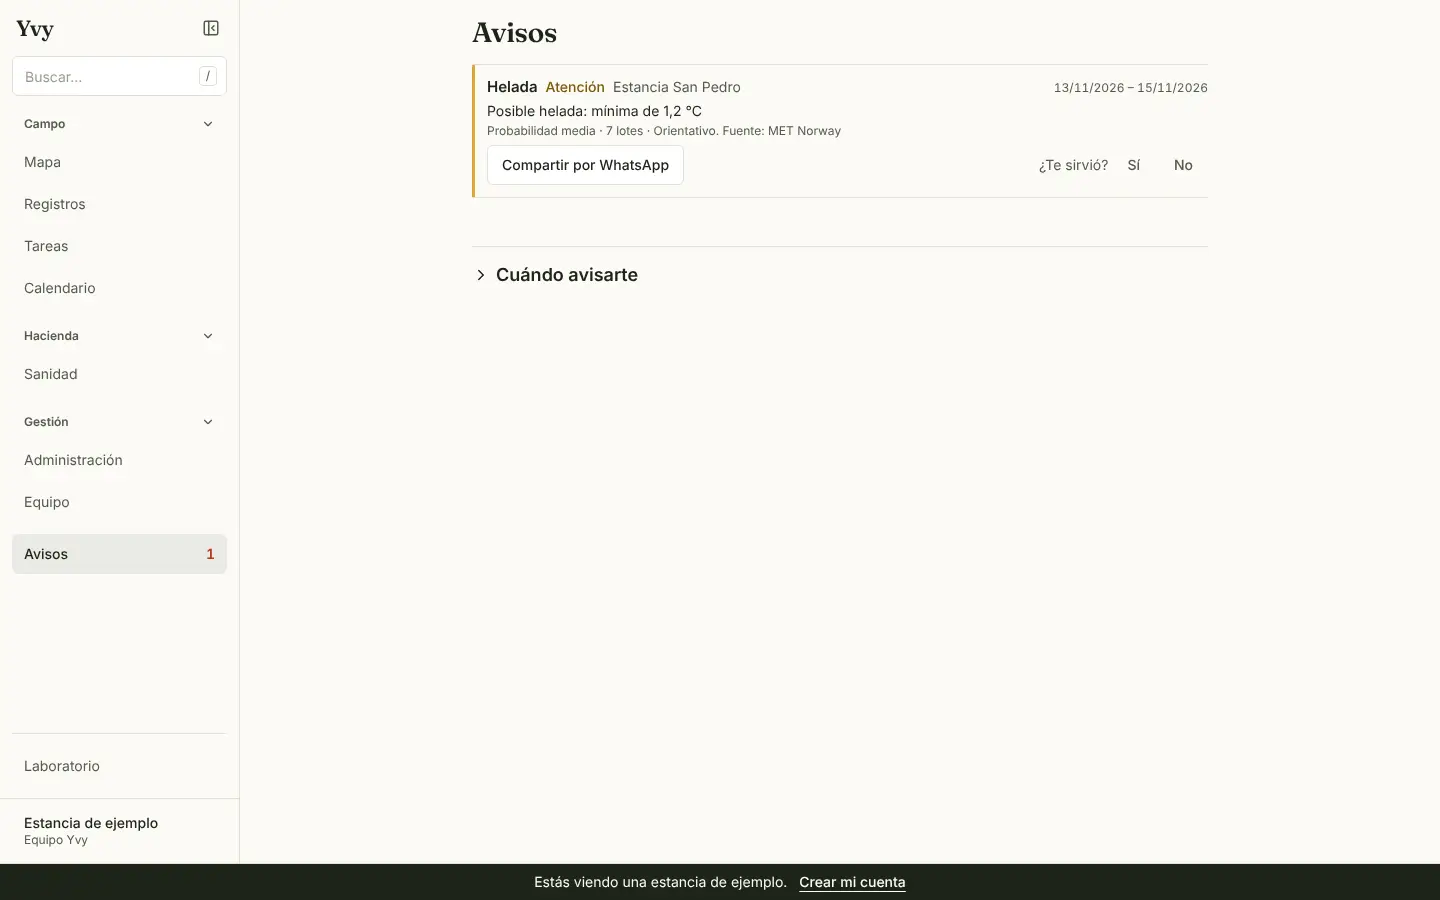 Yvy
Buscar... /
Campo
Mapa
Registros
Tareas
Calendario
Hacienda
Sanidad
Gestión
Administración
Equipo
Avisos 1
Laboratorio
Estancia de ejemplo
Equipo Yvy
Avisos
Helada Atención Estancia San Pedro 13/11/2026 – 15/11/2026
Posible helada: mínima de 1,2 °C
Probabilidad media · 7 lotes · Orientativo. Fuente: MET Norway
Compartir por WhatsApp ¿Te sirvió? Sí No
Cuándo avisarte
Estás viendo una estancia de ejemplo. Crear mi cuenta